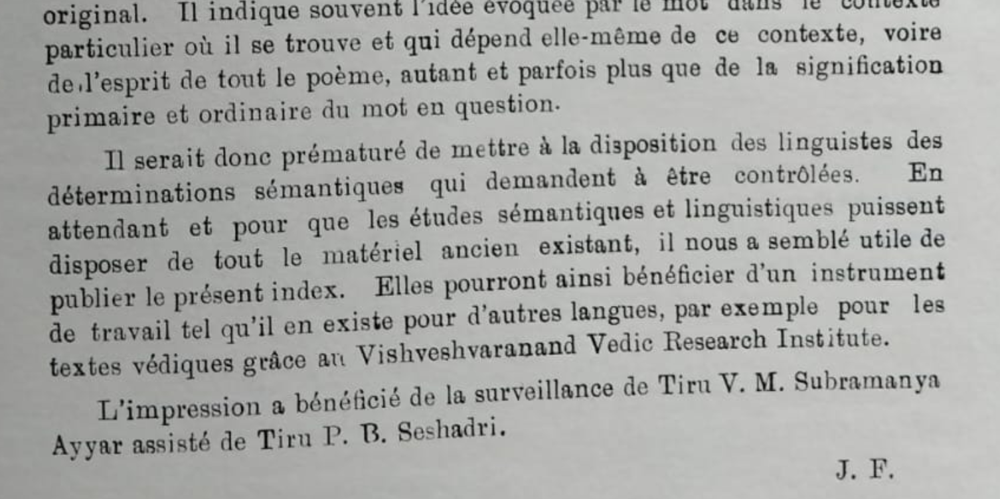 original. Il indique souvent l'idée évoquée par le mot dans le contexte
particulier où il se trouve et qui dépend elle-même de ce contexte, voire
de l'esprit de tout le poème, autant et parfois plus que de la signification
primaire et ordinaire du mot en question.
Il serait donc prématuré de mettre à la disposition des linguistes des
déterminations sémantiques qui demandent à être contrôlées. En
attendant et pour que les études sémantiques et linguistiques puissent
disposer de tout le matériel ancien existant, il nous a semblé utile de
publier le présent index. Elles pourront ainsi bénéficier d'un instrument
de travail tel qu'il en existe pour d'autres langues, par exemple pour les
textes védiques grâce au Vishveshvaranand Vedic Research Institute.
L'impression a bénéficié de la surveillance de Tiru V. M. Subramanya
Ayyar assisté de Tiru P. B. Seshadri.
J. F.